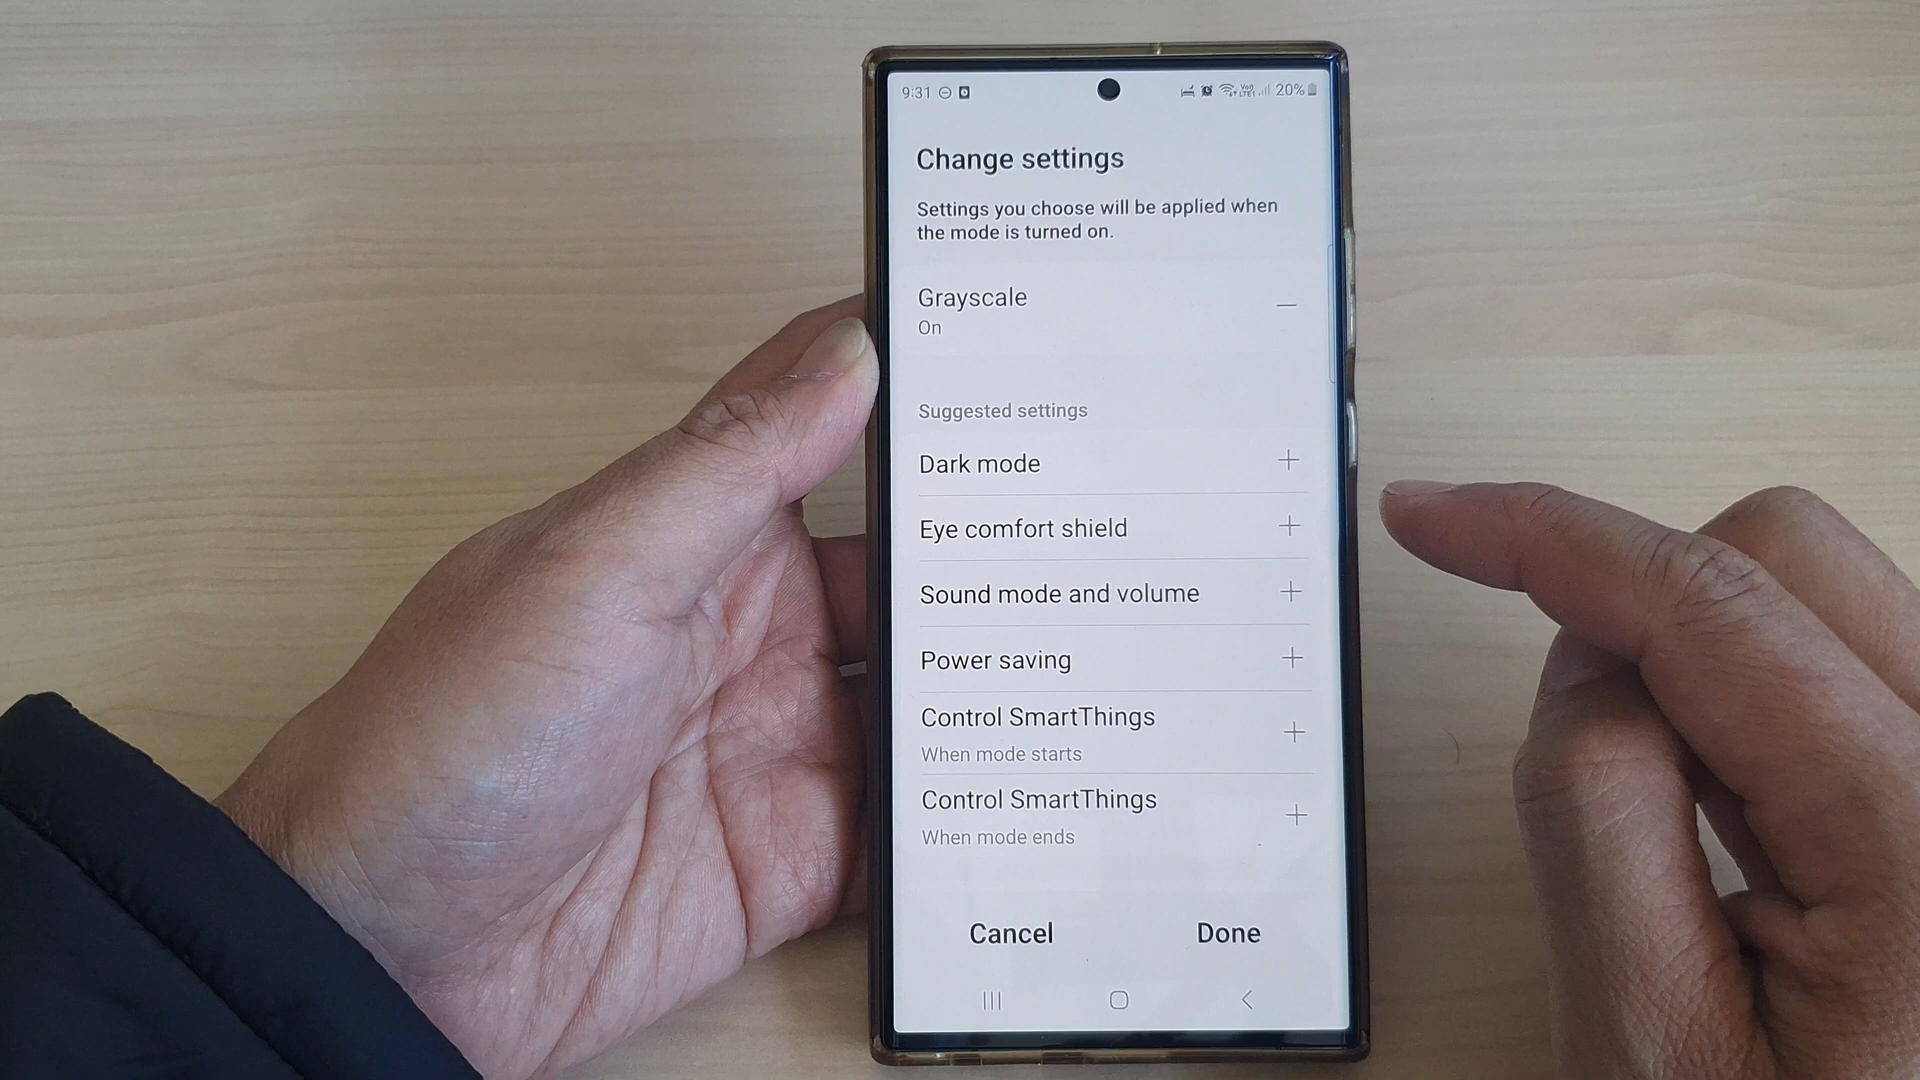 9:31
20%
Change settings
Settings you choose will be applied when
the mode is turned on.
Grayscale
On
Suggested settings
Dark mode
Eye comfort shield
Sound mode and volume
Power saving
Control SmartThings
When mode starts
Control SmartThings
When mode ends
Cancel
Done